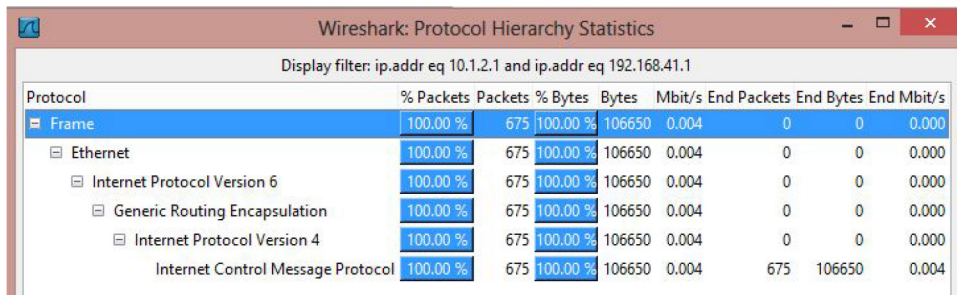 Wireshark: Protocol Hierarchy Statistics
Display filter: ip.addr eq 10.1.2.1 and ip.addr eq 192.168.41.1
Protocol % Packets Packets % Bytes Bytes Mbit/s End Packets End Bytes End Mbit/s
Frame 100.00 % 675 100.00 % 106650 0.004 0 0 0.000
Ethernet 100.00 % 675 100.00 % 106650 0.004 0 0 0.000
Internet Protocol Version 6 100.00 % 675 100.00 % 106650 0.004 0 0 0.000
Generic Routing Encapsulation 100.00 % 675 100.00 % 106650 0.004 0 0 0.000
Internet Protocol Version 4 100.00 % 675 100.00 % 106650 0.004 0 0 0.000
Internet Control Message Protocol 100.00 % 675 100.00 % 106650 0.004 675 106650 0.004